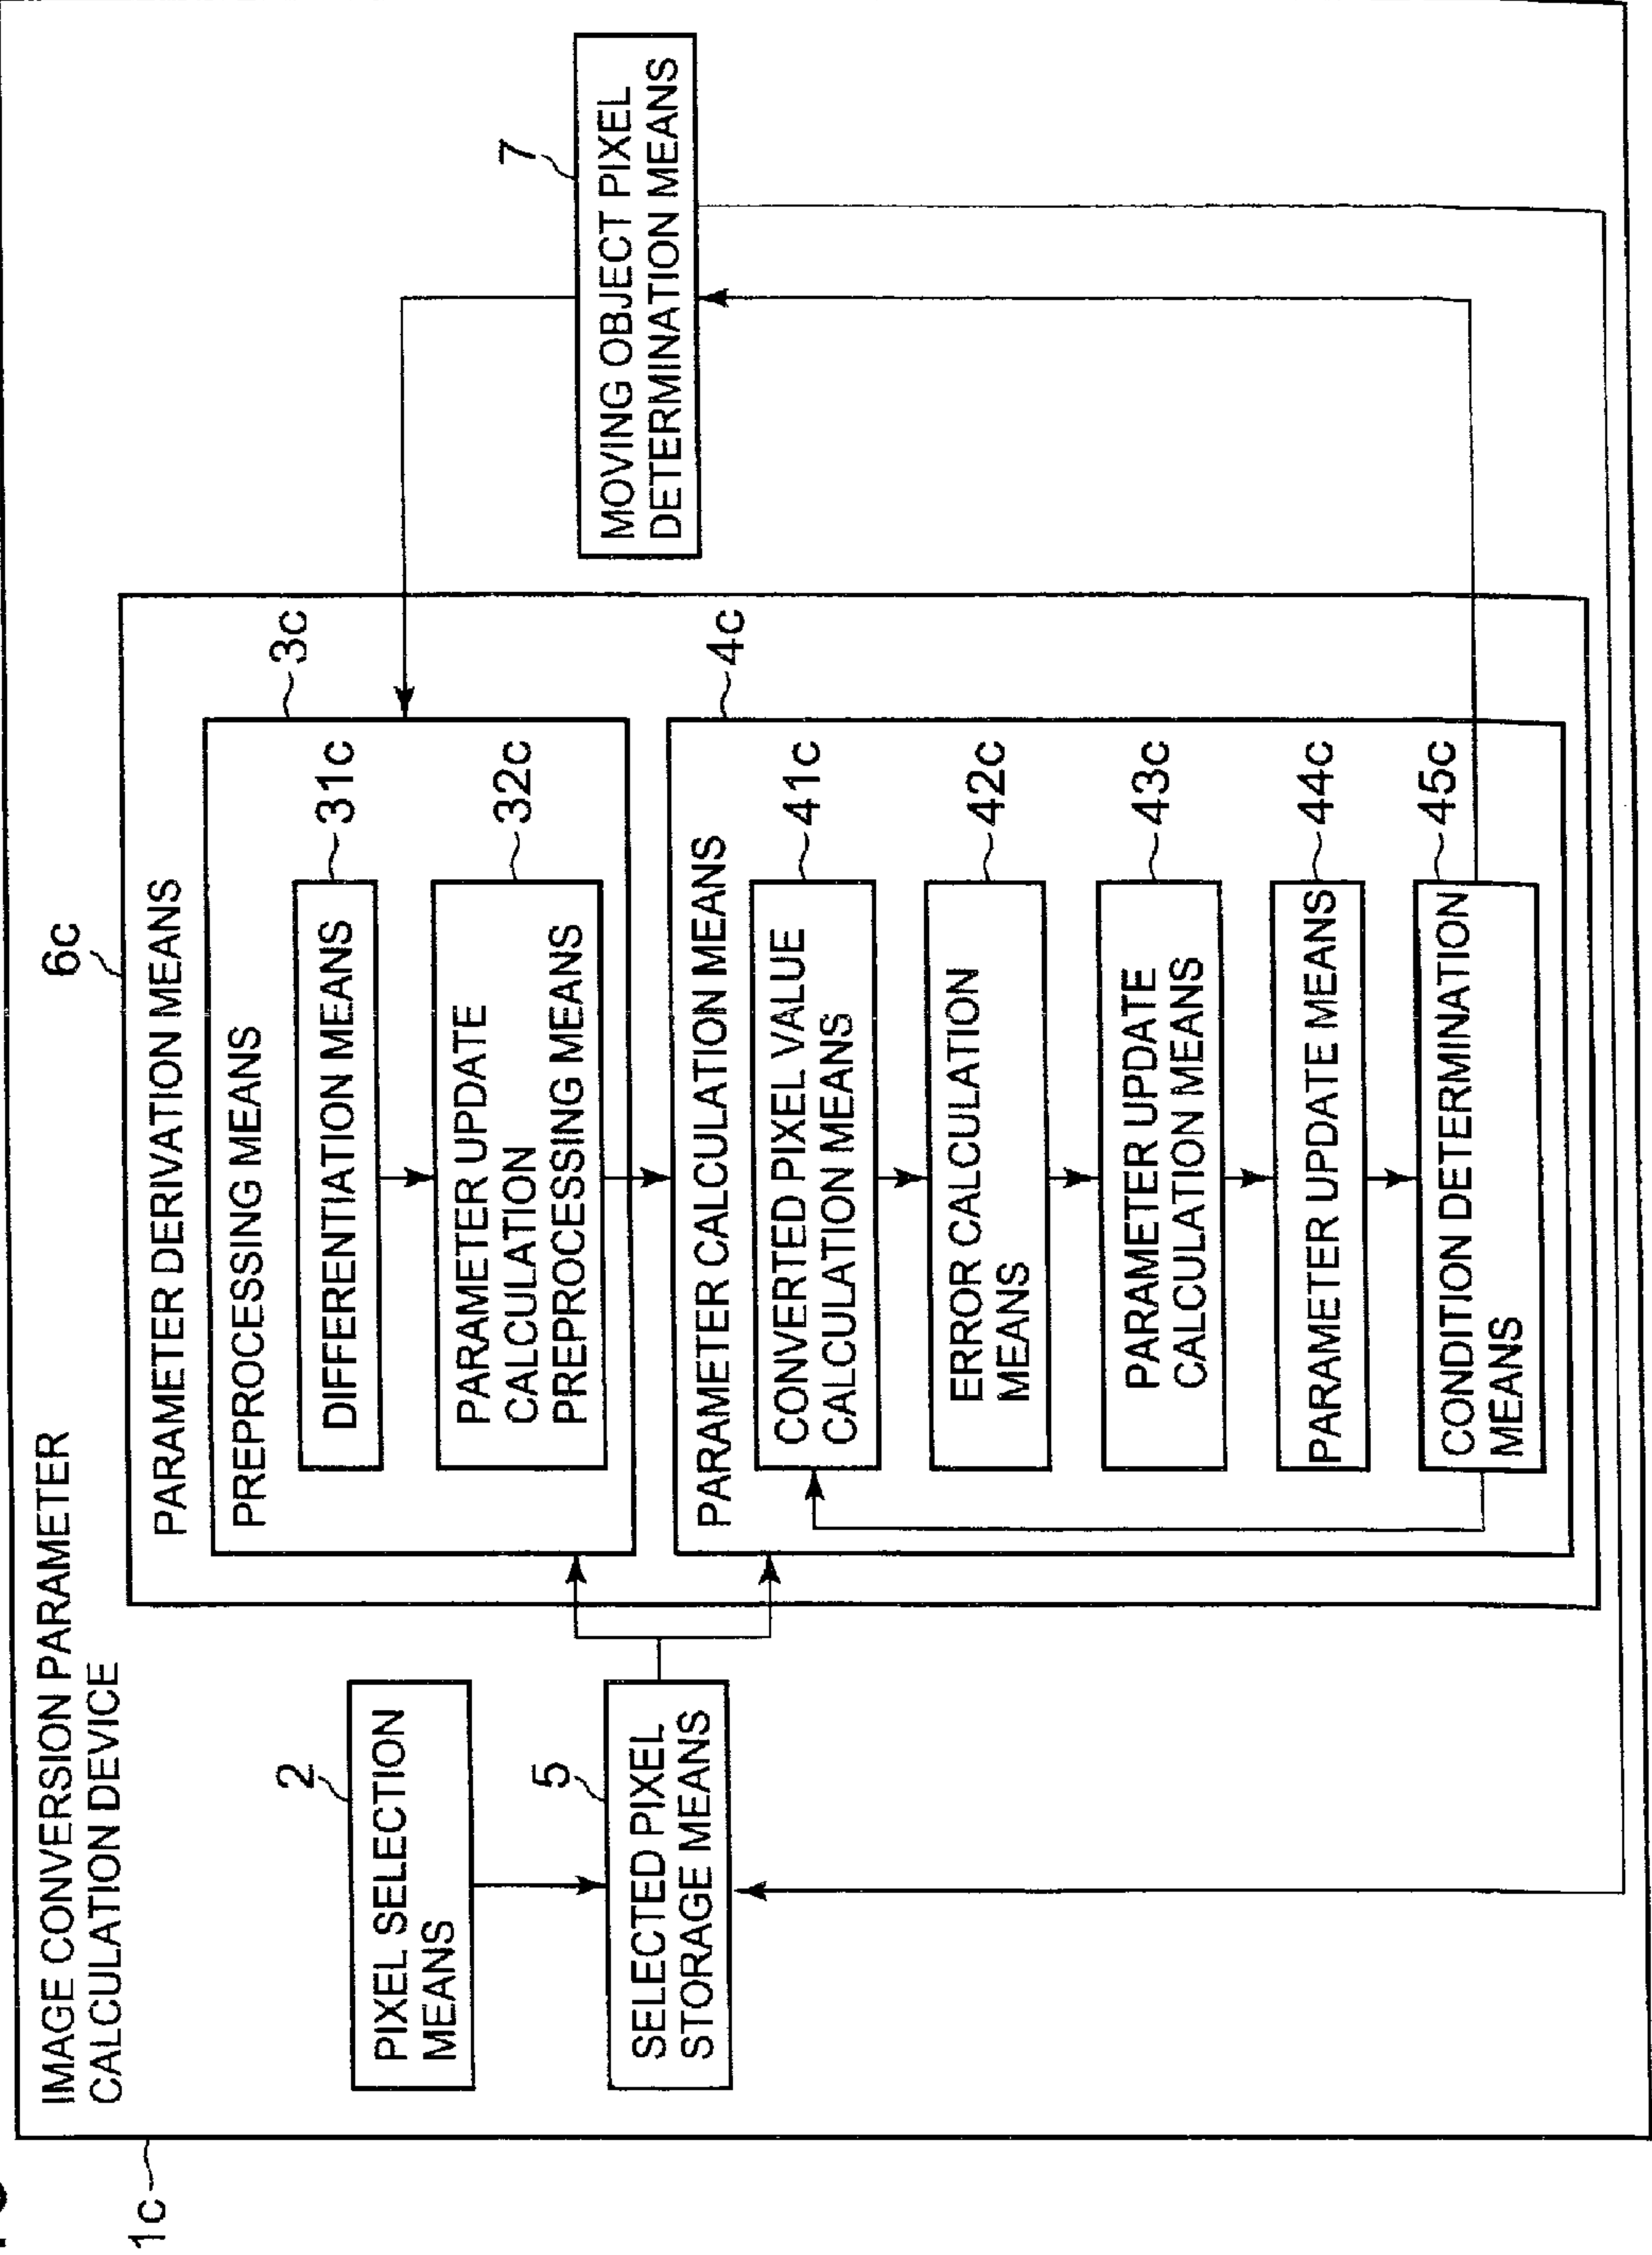 1c
IMAGE CONVERSION PARAMETER
CALCULATION DEVICE
2
PIXEL SELECTION
MEANS
5
SELECTED PIXEL
STORAGE MEANS
6c
PARAMETER DERIVATION MEANS
3c
PREPROCESSING MEANS
31c
DIFFERENTIATION MEANS
32c
PARAMETER UPDATE
CALCULATION
PREPROCESSING MEANS
4c
PARAMETER CALCULATION MEANS
41c
CONVERTED PIXEL VALUE
CALCULATION MEANS
42c
ERROR CALCULATION
MEANS
43c
PARAMETER UPDATE
CALCULATION MEANS
44c
PARAMETER UPDATE MEANS
45c
CONDITION DETERMINATION
MEANS
7
MOVING OBJECT PIXEL
DETERMINATION MEANS